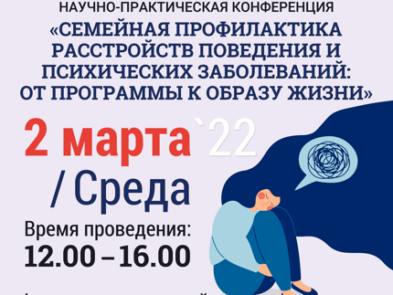 НАУЧНО-ПРАКТИЧЕСКАЯ КОНФЕРЕНЦИЯ
«СЕМЕЙНАЯ ПРОФИЛАКТИКА
РАССТРОЙСТВ ПОВЕДЕНИЯ И
ПСИХИЧЕСКИХ ЗАБОЛЕВАНИЙ:
ОТ ПРОГРАММЫ К ОБРАЗУ ЖИЗНИ»
2 марта `22
/ Среда
Время проведения:
12.00 – 16.00